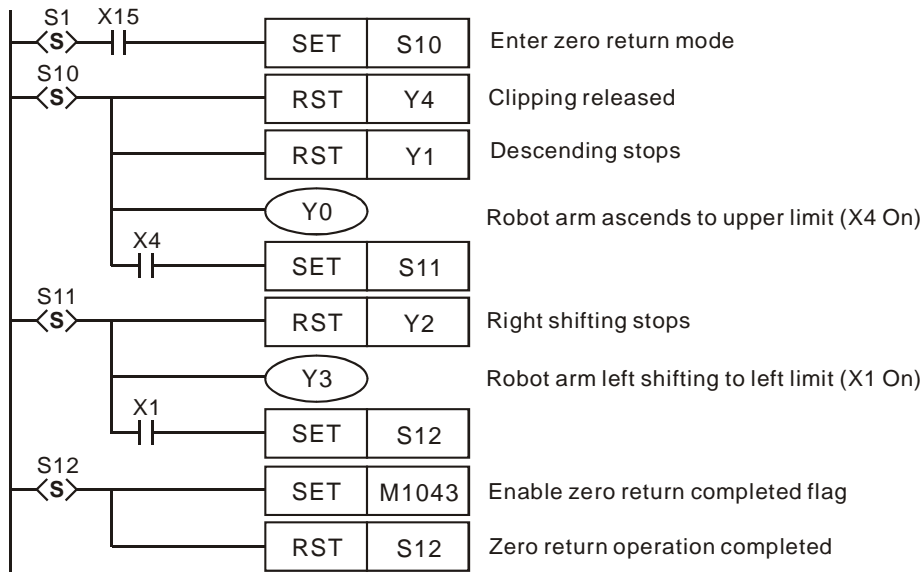 S1 X15
S SET S10 Enter zero return mode
S10
S RST Y4 Clipping released
RST Y1 Descending stops
Y0 Robot arm ascends to upper limit (X4 On)
X4
SET S11
S11
S RST Y2 Right shifting stops
Y3 Robot arm left shifting to left limit (X1 On)
X1
SET S12
S12
S SET M1043 Enable zero return completed flag
RST S12 Zero return operation completed